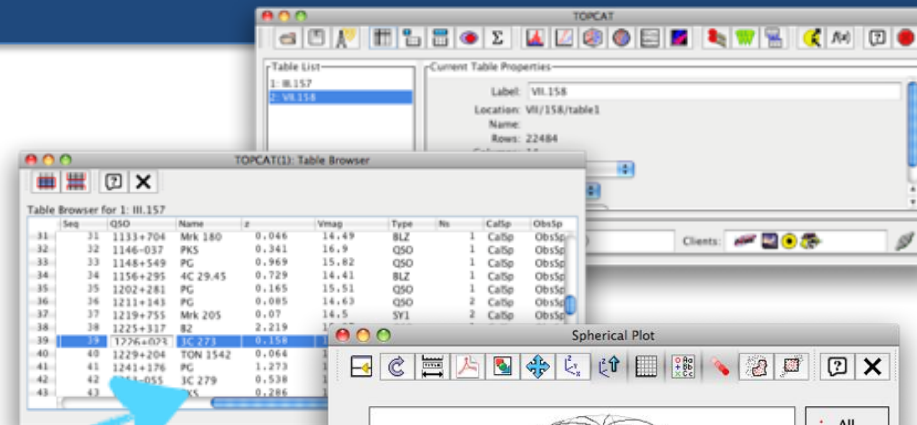 TOPCAT
Σ
f(x)
?
Table List
Current Table Properties
1: III.157
2: VII.158
Label: VII.158
Location: VII/158/table1
Name:
Rows: 22484
TOPCAT(1): Table Browser
?
Table Browser for 1: III.157
Seq QSO Name z Vmag Type Ns CalSp ObsSp
31 31 1133+704 Mrk 180 0.046 14.49 BLZ 1 CalSp ObsSp
32 32 1146-037 PKS 0.341 16.9 QSO 1 CalSp ObsSp
33 33 1148+549 PG 0.969 15.82 QSO 1 CalSp ObsSp
34 34 1156+295 4C 29.45 0.729 14.41 BLZ 1 CalSp ObsSp
35 35 1202+281 PG 0.165 15.51 QSO 1 CalSp ObsSp
36 36 1211+143 PG 0.085 14.63 QSO 2 CalSp ObsSp
37 37 1219+755 Mrk 205 0.07 14.5 SY1 2 CalSp ObsSp
38 38 1225+317 B2 2.219
39 39 1226+023 3C 273 0.158
40 40 1229+204 TON 1542 0.064
41 41 1241+176 PG 1.273
42 42 -055 3C 279 0.538
43 43 0.286
Clients:
Spherical Plot
?
All